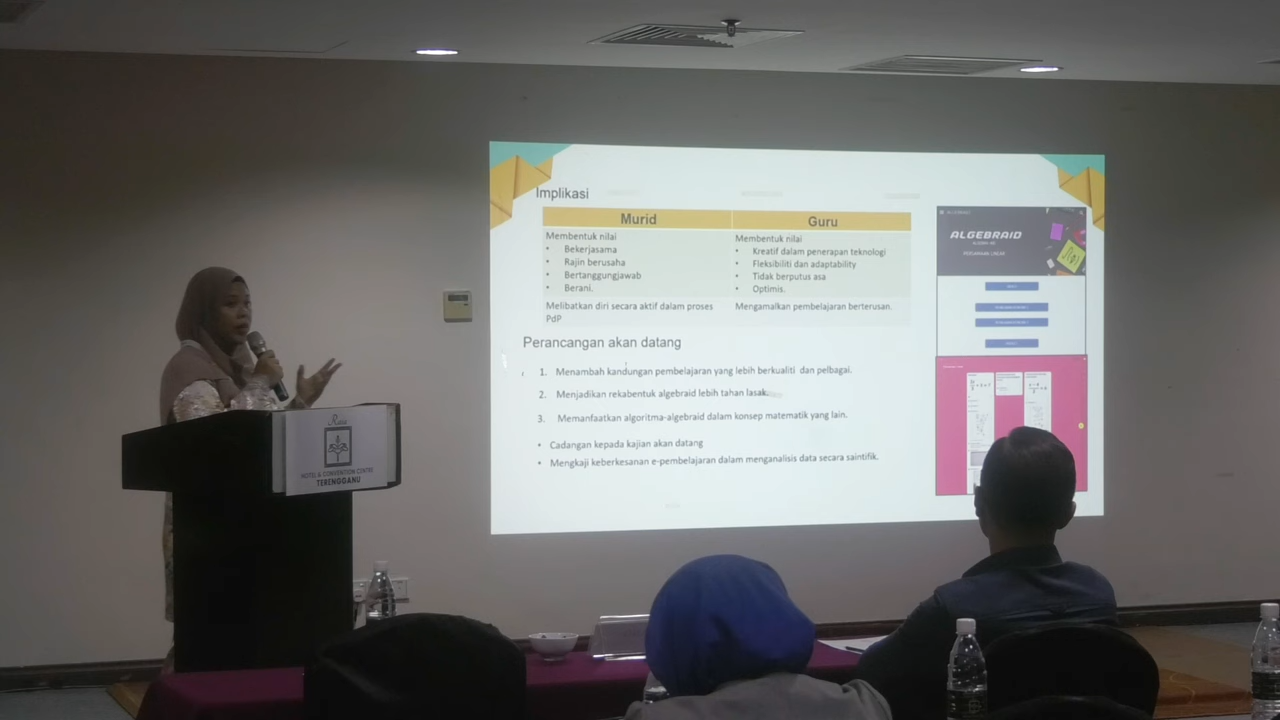 Implikasi
Murid
Guru
Membentuk nilai
• Bekerjasama
• Rajin berusaha
• Bertanggungjawab
• Berani.
Membentuk nilai
• Kreatif dalam penerapan teknologi
• Fleksibiliti dan adaptability
• Tidak berputus asa
• Optimis.
Melibatkan diri secara aktif dalam proses
PdP
Mengamalkan pembelajaran berterusan.
Perancangan akan datang
1. Menambah kandungan pembelajaran yang lebih berkualiti dan pelbagai.
2. Menjadikan rekabentuk algebraid lebih tahan lasak.
3. Memanfaatkan algoritma-algebraid dalam konsep matematik yang lain.
• Cadangan kepada kajian akan datang
• Mengkaji keberkesanan e-pembelajaran dalam menganalisis data secara saintifik.
ALGEBRAID
PERSAMAAN LINEAR
HOTEL & CONVENTION CENTRE
TERENGGANU